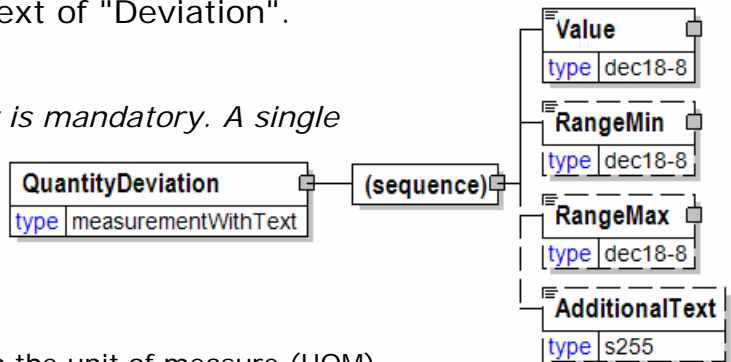 ext of "Deviation".
is mandatory. A single
QuantityDeviation
type measurementWithText
(sequence)
Value
type dec18-8
RangeMin
type dec18-8
RangeMax
type dec18-8
AdditionalText
type s255
the unit of measure (UOM)